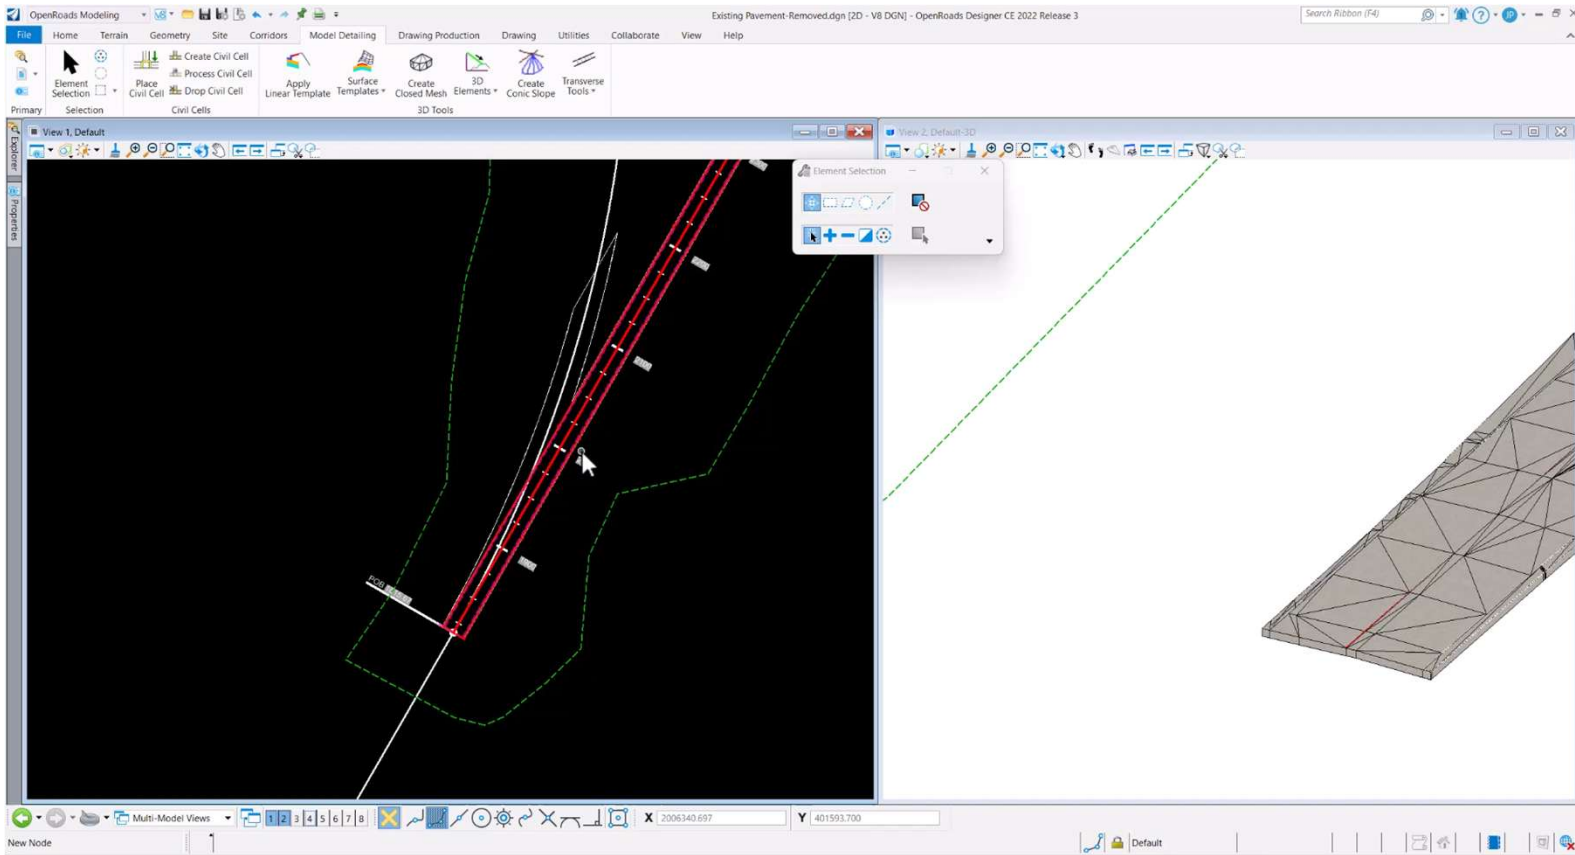 OpenRoads Modeling
Existing Pavement-Removed.dgn [2D - V8 DGN] - OpenRoads Designer CE 2022 Release 3
Search Ribbon (F4)
JP
File Home Terrain Geometry Site Corridors Model Detailing Drawing Production Drawing Utilities Collaborate View Help
Element Selection
Place Civil Cell
Create Civil Cell
Process Civil Cell
Drop Civil Cell
Apply Linear Template
Surface Templates
Create Closed Mesh
3D Elements
Create Conic Slope
Transverse Tools
Primary Selection Civil Cells 3D Tools
Explorer
Properties
View 1, Default
View 2, Default-3D
Element Selection
POB
Multi-Model Views
1 2 3 4 5 6 7 8
X 2006340.697
Y 401593.700
New Node
Default